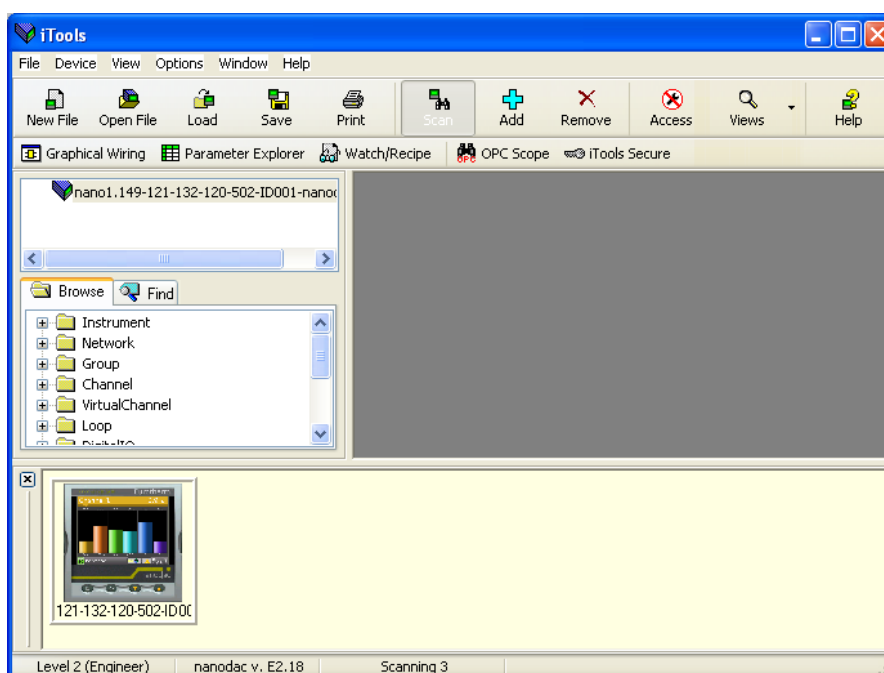 iTools
File Device View Options Window Help
New File Open File Load Save Print Scan Add Remove Access Views Help
Graphical Wiring Parameter Explorer Watch/Recipe OPC OPC Scope iTools Secure
nano1.149-121-132-120-502-ID001-nanod
Browse Find
Instrument
Network
Group
Channel
VirtualChannel
Loop
DigitalIO
121-132-120-502-ID00
Level 2 (Engineer) nanodac v. E2.18 Scanning 3